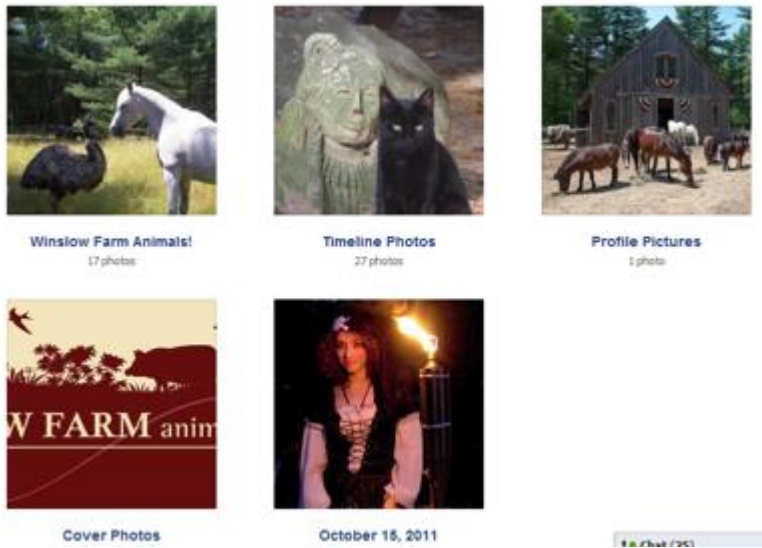 Winslow Farm Animals!
17 photos
Timeline Photos
27 photos
Profile Pictures
1 photo
W FARM anim
Cover Photos
October 15, 2011
Chat (35)